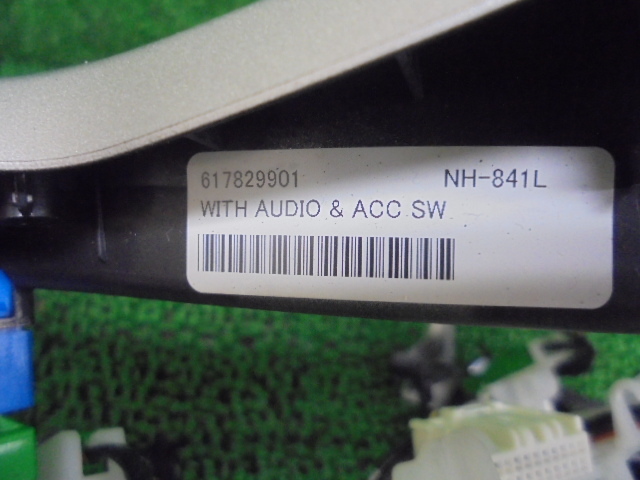 617829901 NH-841L
WITH AUDIO & ACC SW